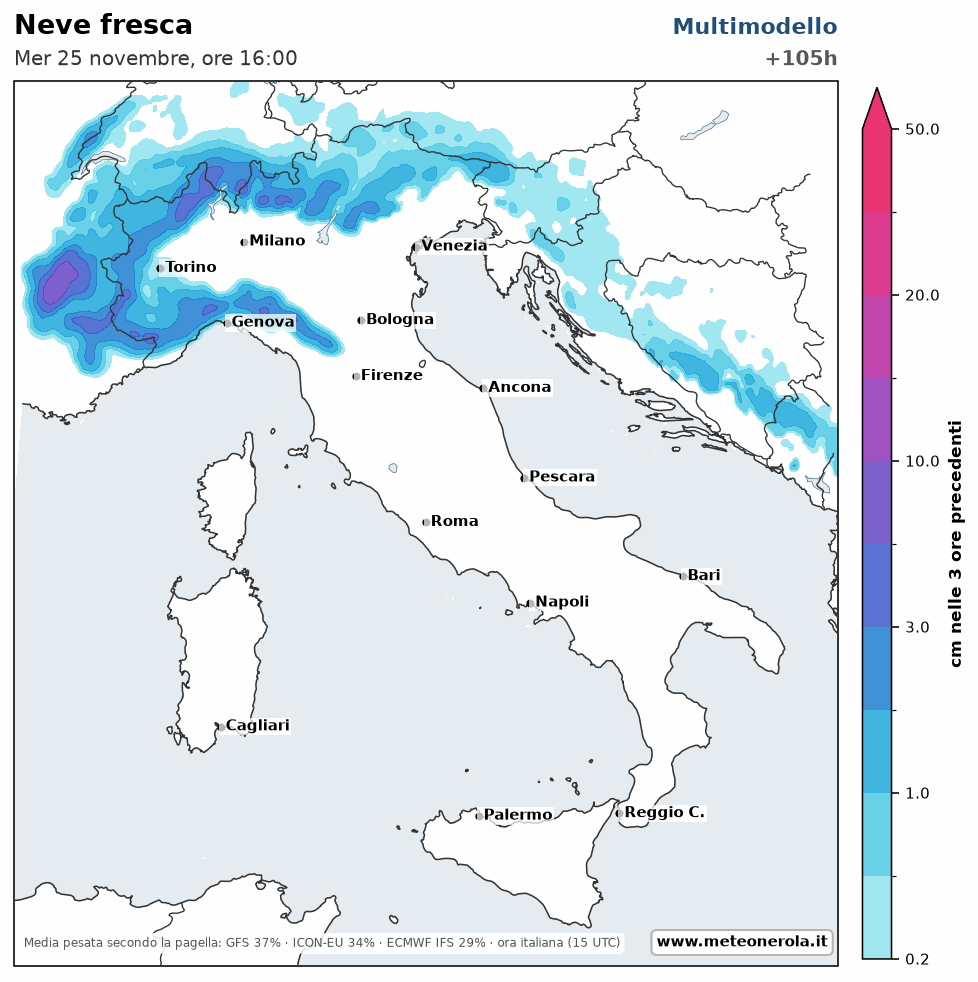 Neve fresca
Multimodello
Mer 25 novembre, ore 16:00
+105h
50.0
20.0
10.0
3.0
1.0
0.2
cm nelle 3 ore precedenti
Milano
Venezia
Torino
Genova
Bologna
Firenze
Ancona
Pescara
Roma
Bari
Napoli
Cagliari
Palermo
Reggio C.
Media pesata secondo la pagella: GFS 37% · ICON-EU 34% · ECMWF IFS 29% · ora italiana (15 UTC)
www.meteonerola.it